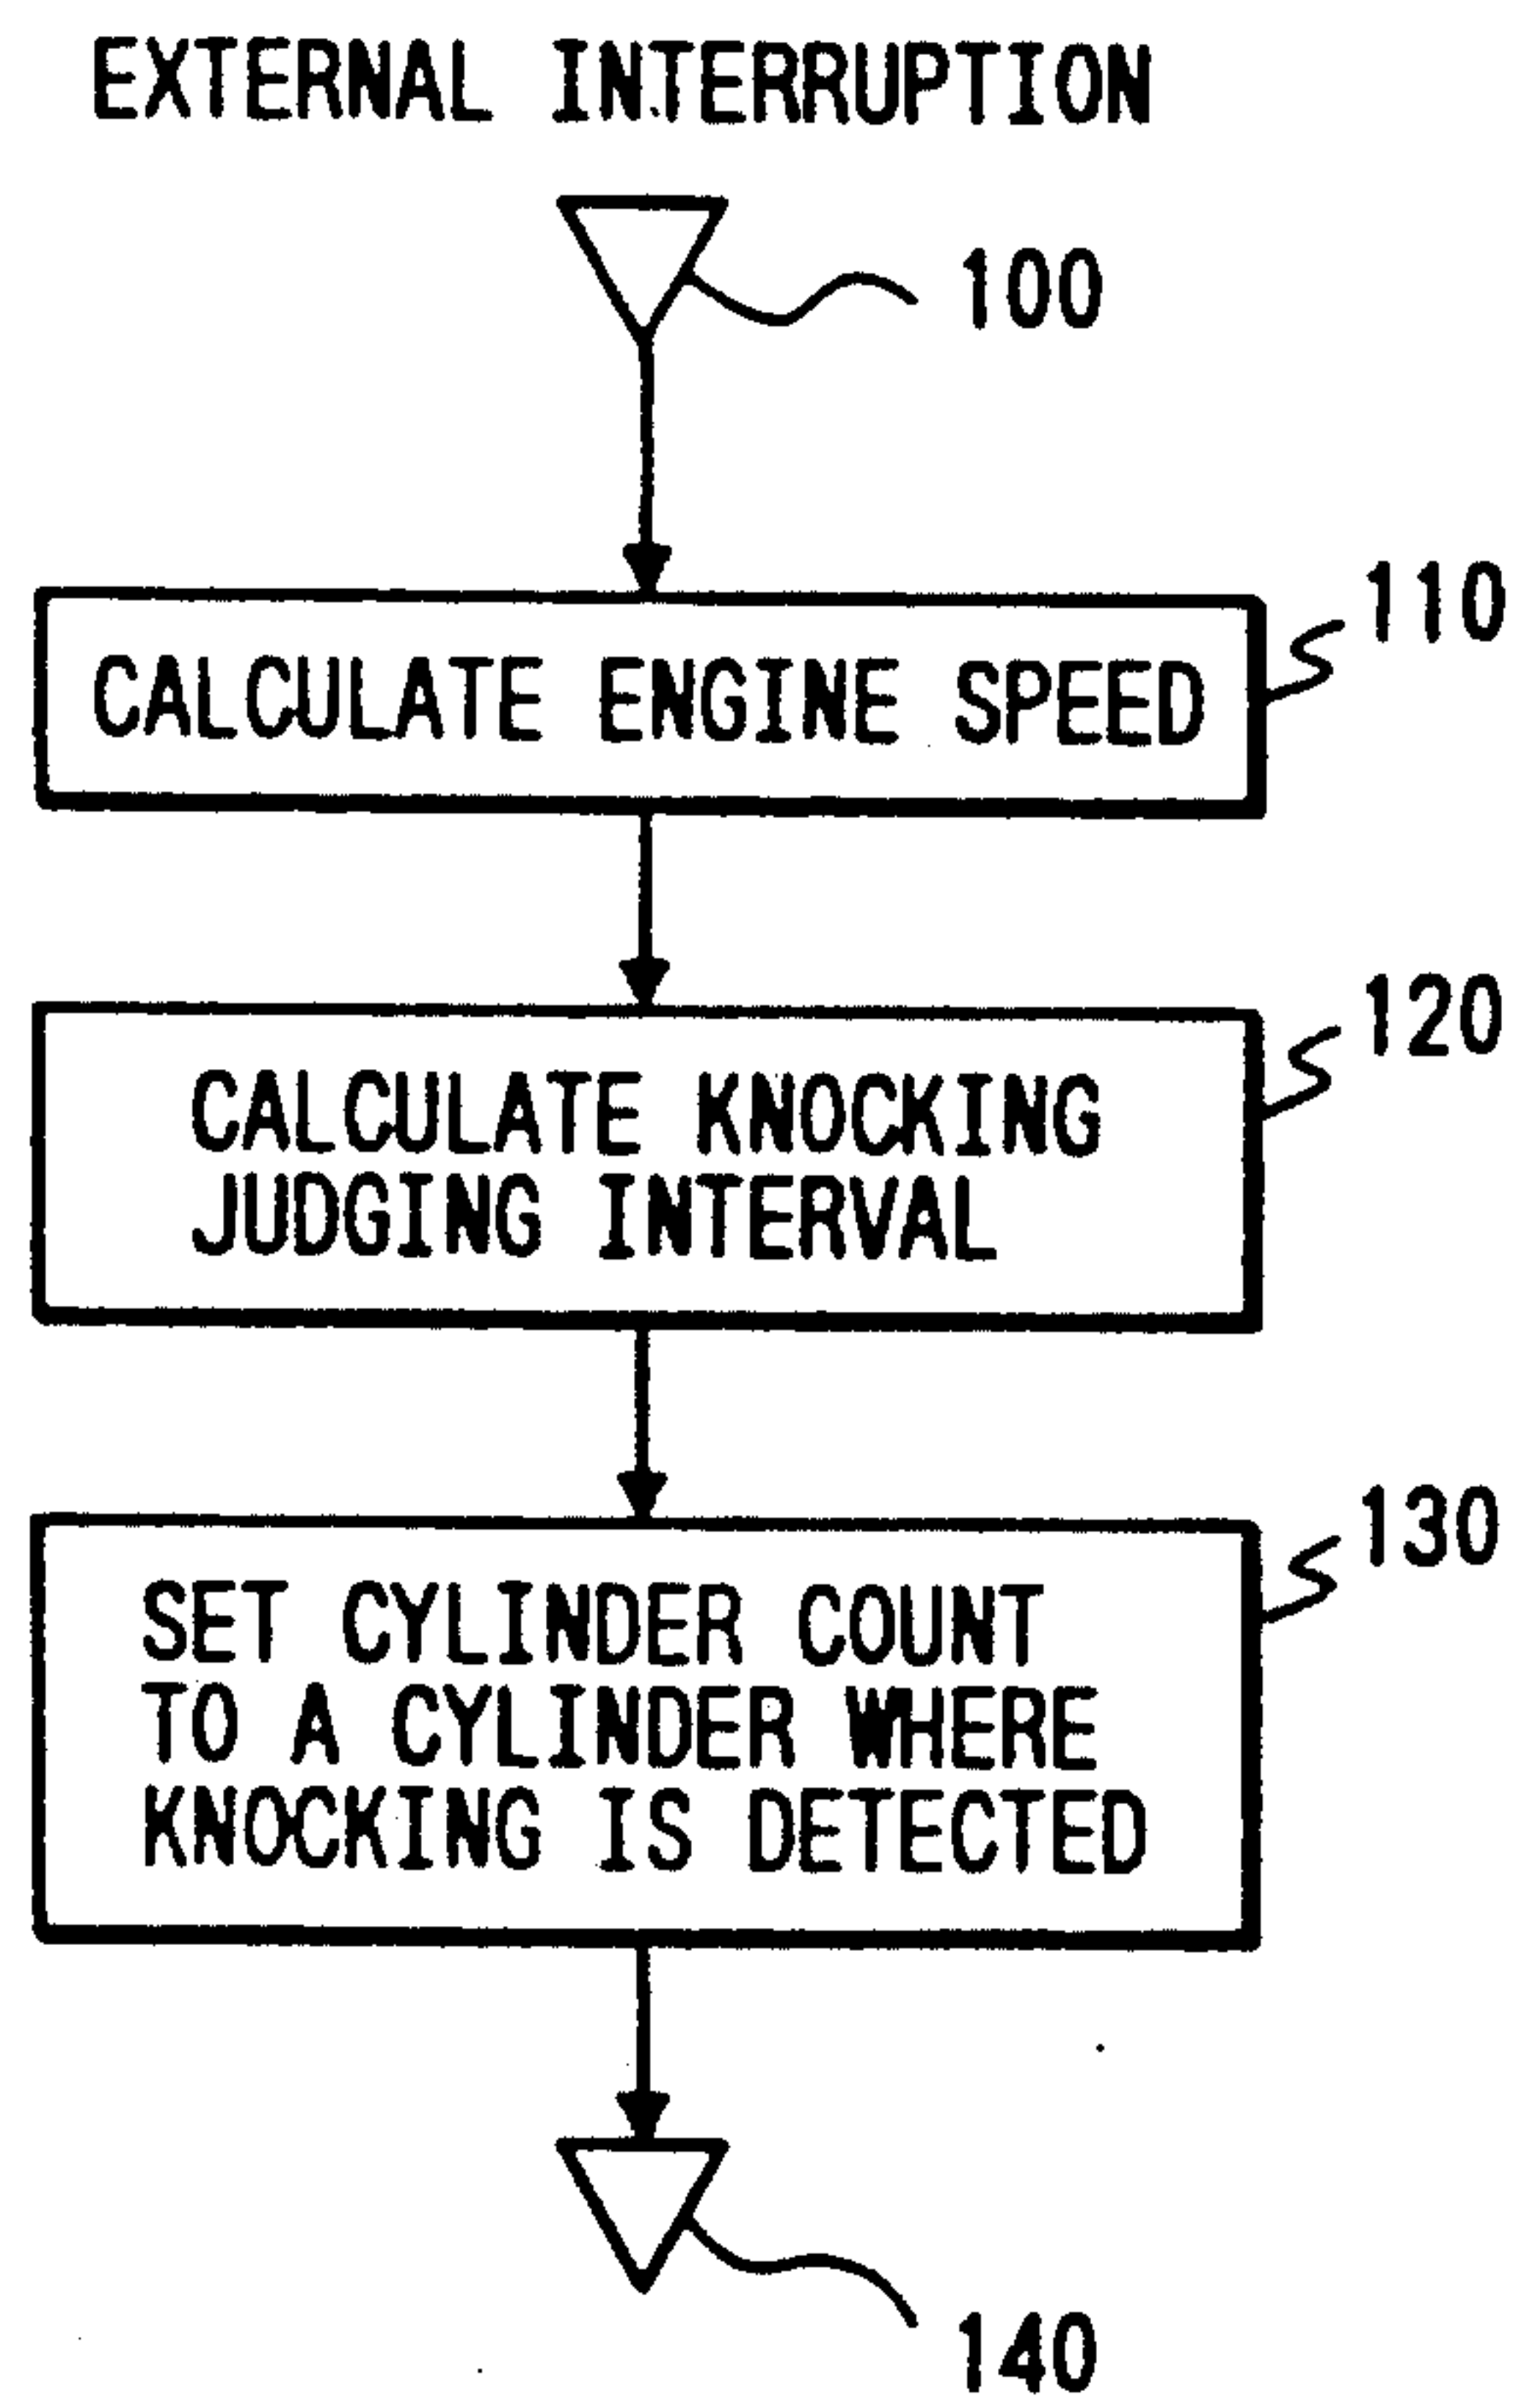 EXTERNAL INTERRUPTION
100
110
CALCULATE ENGINE SPEED
120
CALCULATE KNOCKING
JUDGING INTERVAL
130
SET CYLINDER COUNT
TO A CYLINDER WHERE
KNOCKING IS DETECTED
140